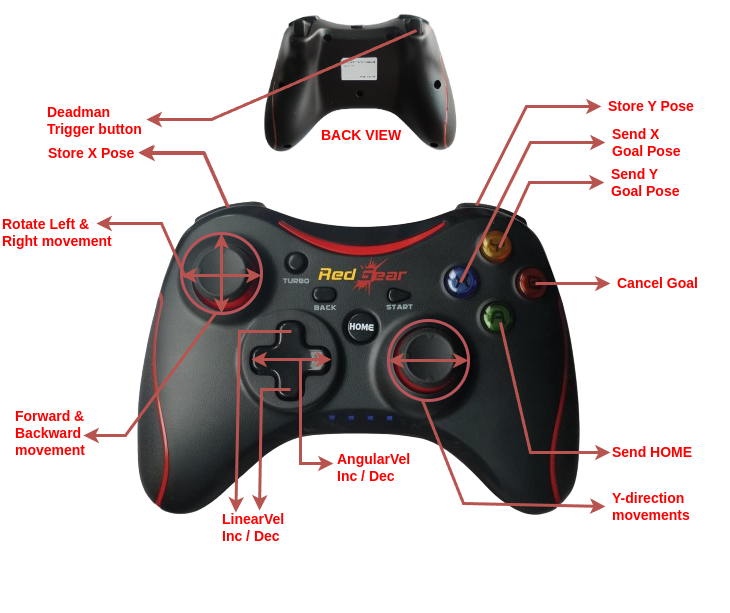 Deadman
Trigger button
BACK VIEW
Store X Pose
Store Y Pose
Send X
Goal Pose
Send Y
Goal Pose
Rotate Left &
Right movement
TURBO
Red Gear
BACK
START
HOME
Cancel Goal
Forward &
Backward
movement
AngularVel
Inc / Dec
Send HOME
LinearVel
Inc / Dec
Y-direction
movements